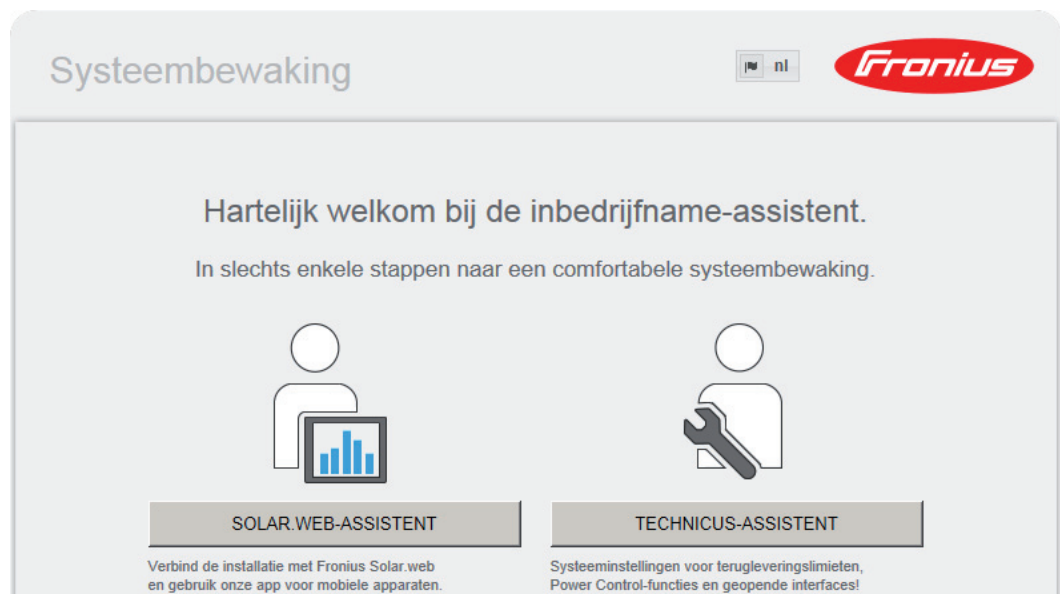 Systeembewaking
nl
Fronius
Hartelijk welkom bij de inbedrijfname-assistent.
In slechts enkele stappen naar een comfortabele systeembewaking.
SOLAR.WEB-ASSISTENT
TECHNICUS-ASSISTENT
Verbind de installatie met Fronius Solar.web
en gebruik onze app voor mobiele apparaten.
Systeeminstellingen voor terugleveringslimieten,
Power Control-functies en geopende interfaces!